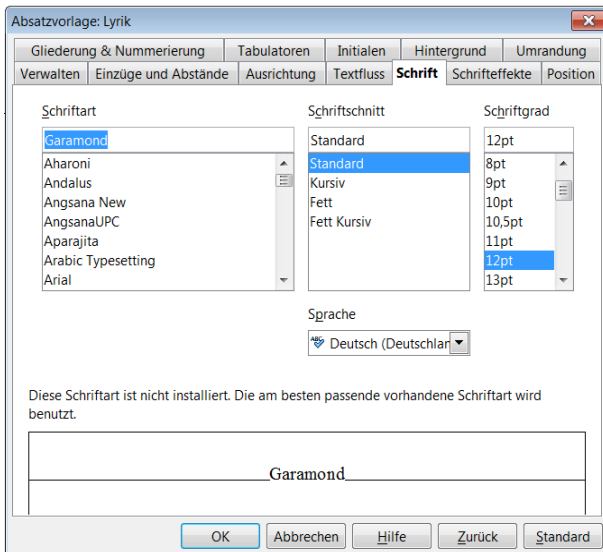 Absatzvorlage: Lyrik
Gliederung & Nummerierung Tabulatoren Initialen Hintergrund Umrandung
Verwalten Einzüge und Abstände Ausrichtung Textfluss Schrift Schrifteffekte Position
Schriftart Schriftschnitt Schriftgrad
Garamond Standard 12pt
Aharoni Standard 8pt
Andalus Kursiv 9pt
Angsana New Fett 10pt
AngsanaUPC Fett Kursiv 10,5pt
Aparajita 11pt
Arabic Typesetting 12pt
Arial 13pt
Sprache
ABC Deutsch (Deutschlan
Diese Schriftart ist nicht installiert. Die am besten passende vorhandene Schriftart wird
benutzt.
Garamond
OK Abbrechen Hilfe Zurück Standard